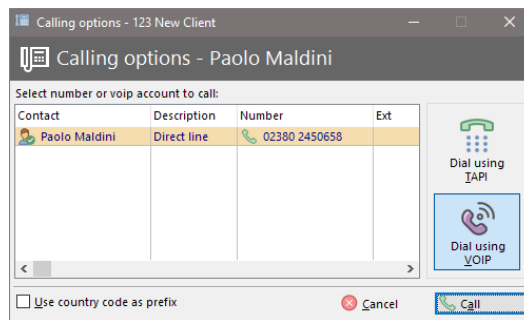 Calling options - 123 New Client
Calling options - Paolo Maldini
Select number or voip account to call:
Contact Description Number Ext
Paolo Maldini Direct line 02380 2450658
Dial using
TAPI
Dial using
VOIP
Use country code as prefix
Cancel
Call